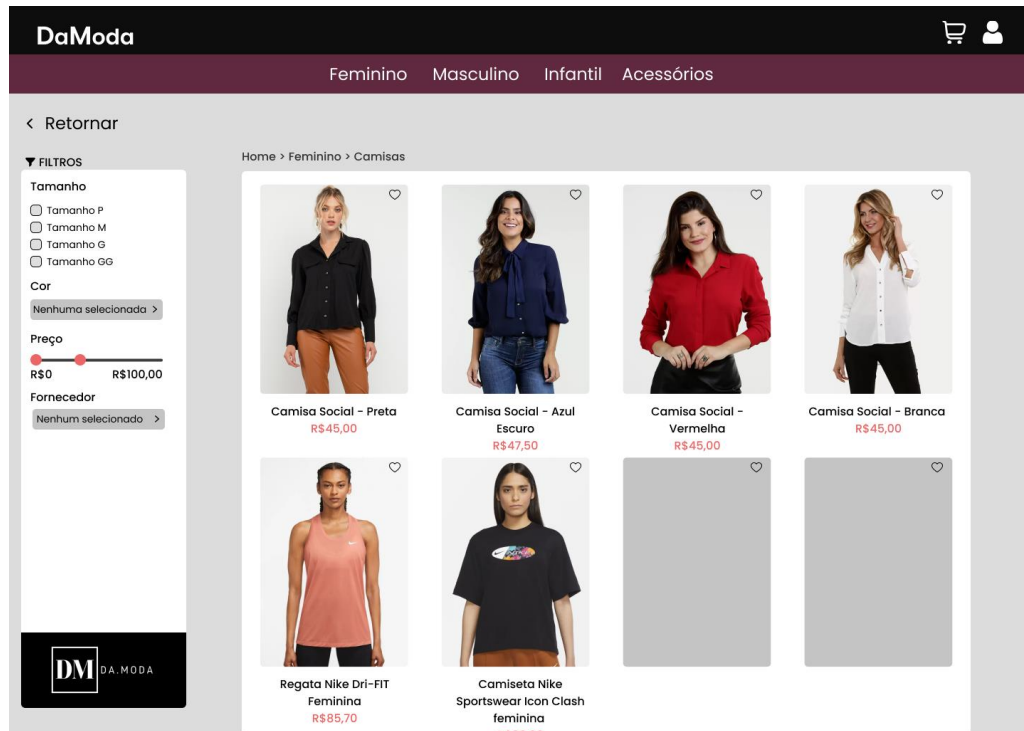 DaModa
Feminino Masculino Infantil Acessórios
< Retornar
FILTROS
Tamanho
Tamanho P
Tamanho M
Tamanho G
Tamanho GG
Cor
Nenhuma selecionada >
Preço
R$0 R$100,00
Fornecedor
Nenhum selecionado >
DM DA.MODA
Home > Feminino > Camisas
Camisa Social - Preta
R$45,00
Camisa Social - Azul
Escuro
R$47,50
Camisa Social -
Vermelha
R$45,00
Camisa Social - Branca
R$45,00
Regata Nike Dri-FIT
Feminina
R$85,70
Camiseta Nike
Sportswear Icon Clash
feminina